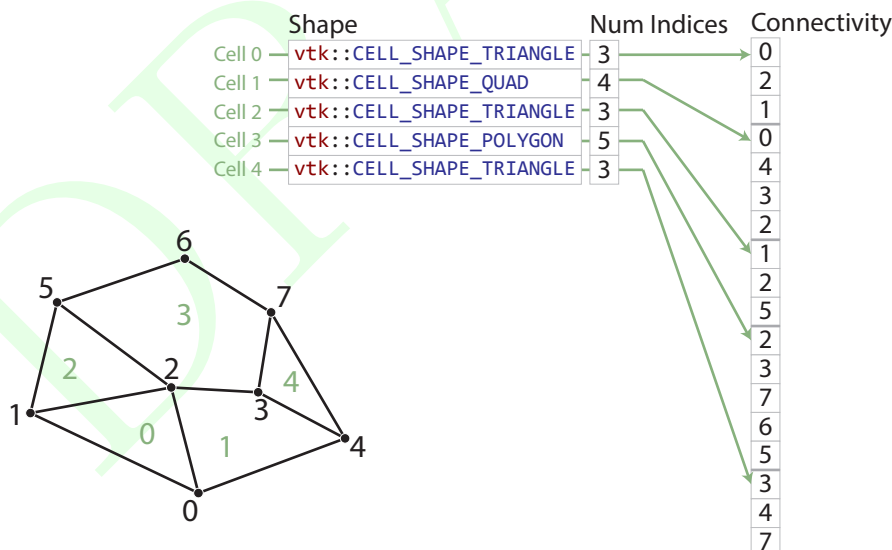 Shape Num Indices Connectivity
Cell 0 vtk::CELL_SHAPE_TRIANGLE 3 0
Cell 1 vtk::CELL_SHAPE_QUAD 4 2
Cell 2 vtk::CELL_SHAPE_TRIANGLE 3 1
Cell 3 vtk::CELL_SHAPE_POLYGON 5 0
Cell 4 vtk::CELL_SHAPE_TRIANGLE 3 4
3
2
1
2
5
2
3
7
6
5
3
4
7
6
5 7
3
2 2 4
1 3
0 1 4
0